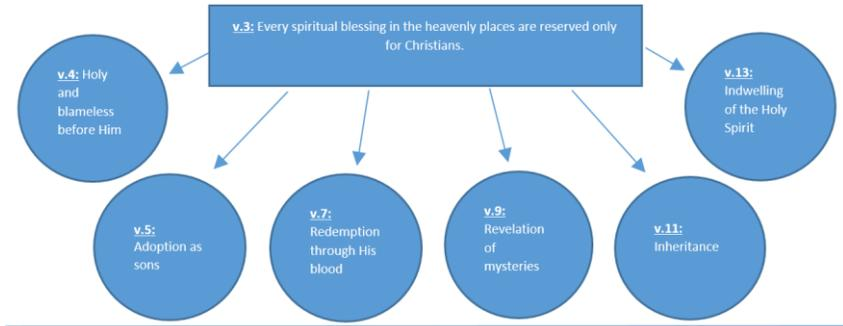 v.3: Every spiritual blessing in the heavenly places are reserved only
for Christians.
v.4: Holy
and
blameless
before Him
v.5:
Adoption as
sons
v.7:
Redemption
through His
blood
v.9:
Revelation
of
mysteries
v.11:
Inheritance
v.13:
Indwelling
of the Holy
Spirit